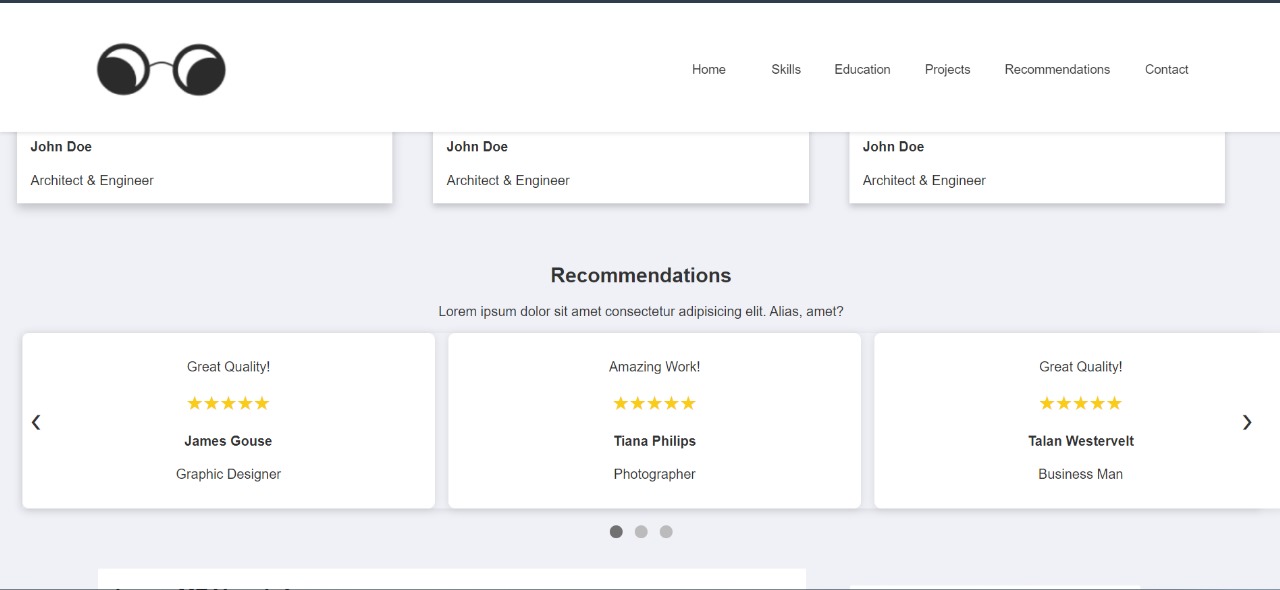 Home Skills Education Projects Recommendations Contact
John Doe John Doe John Doe
Architect & Engineer Architect & Engineer Architect & Engineer
Recommendations
Lorem ipsum dolor sit amet consectetur adipisicing elit. Alias, amet?
Great Quality! Amazing Work! Great Quality!
★★★★★ ★★★★★ ★★★★★
James Gouse Tiana Philips Talan Westervelt
Graphic Designer Photographer Business Man